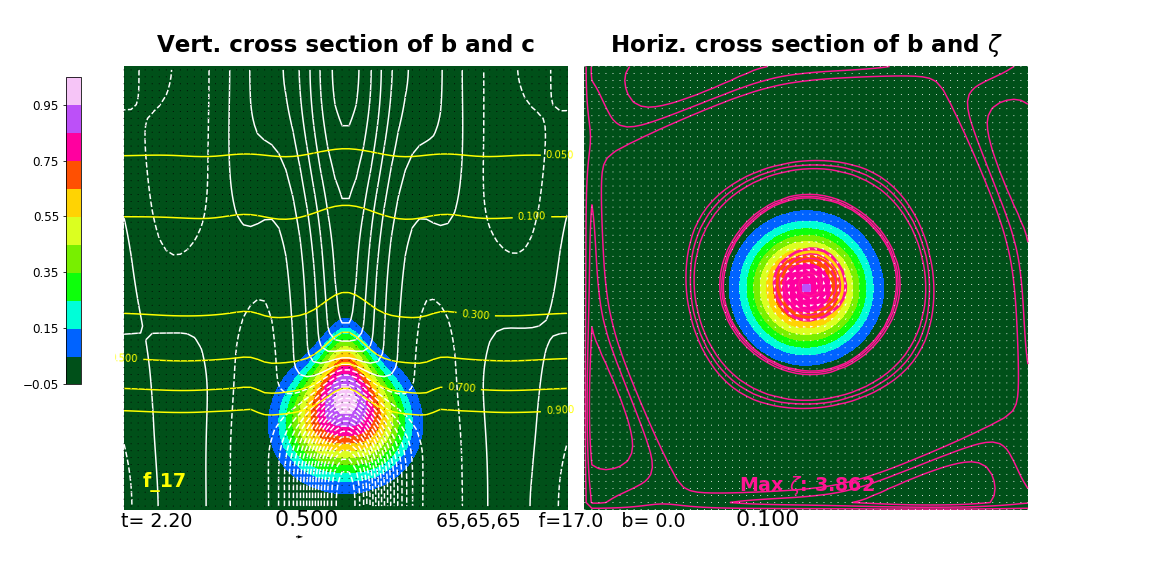 Vert. cross section of b and c
Horiz. cross section of b and ζ
0.95
0.75
0.55
0.35
0.15
−0.05
0.050
0.100
0.300
.500
0.700
0.900
f_17
Max ζ: 3.862
t= 2.20
0.500
65,65,65
f=17.0
b= 0.0
0.100